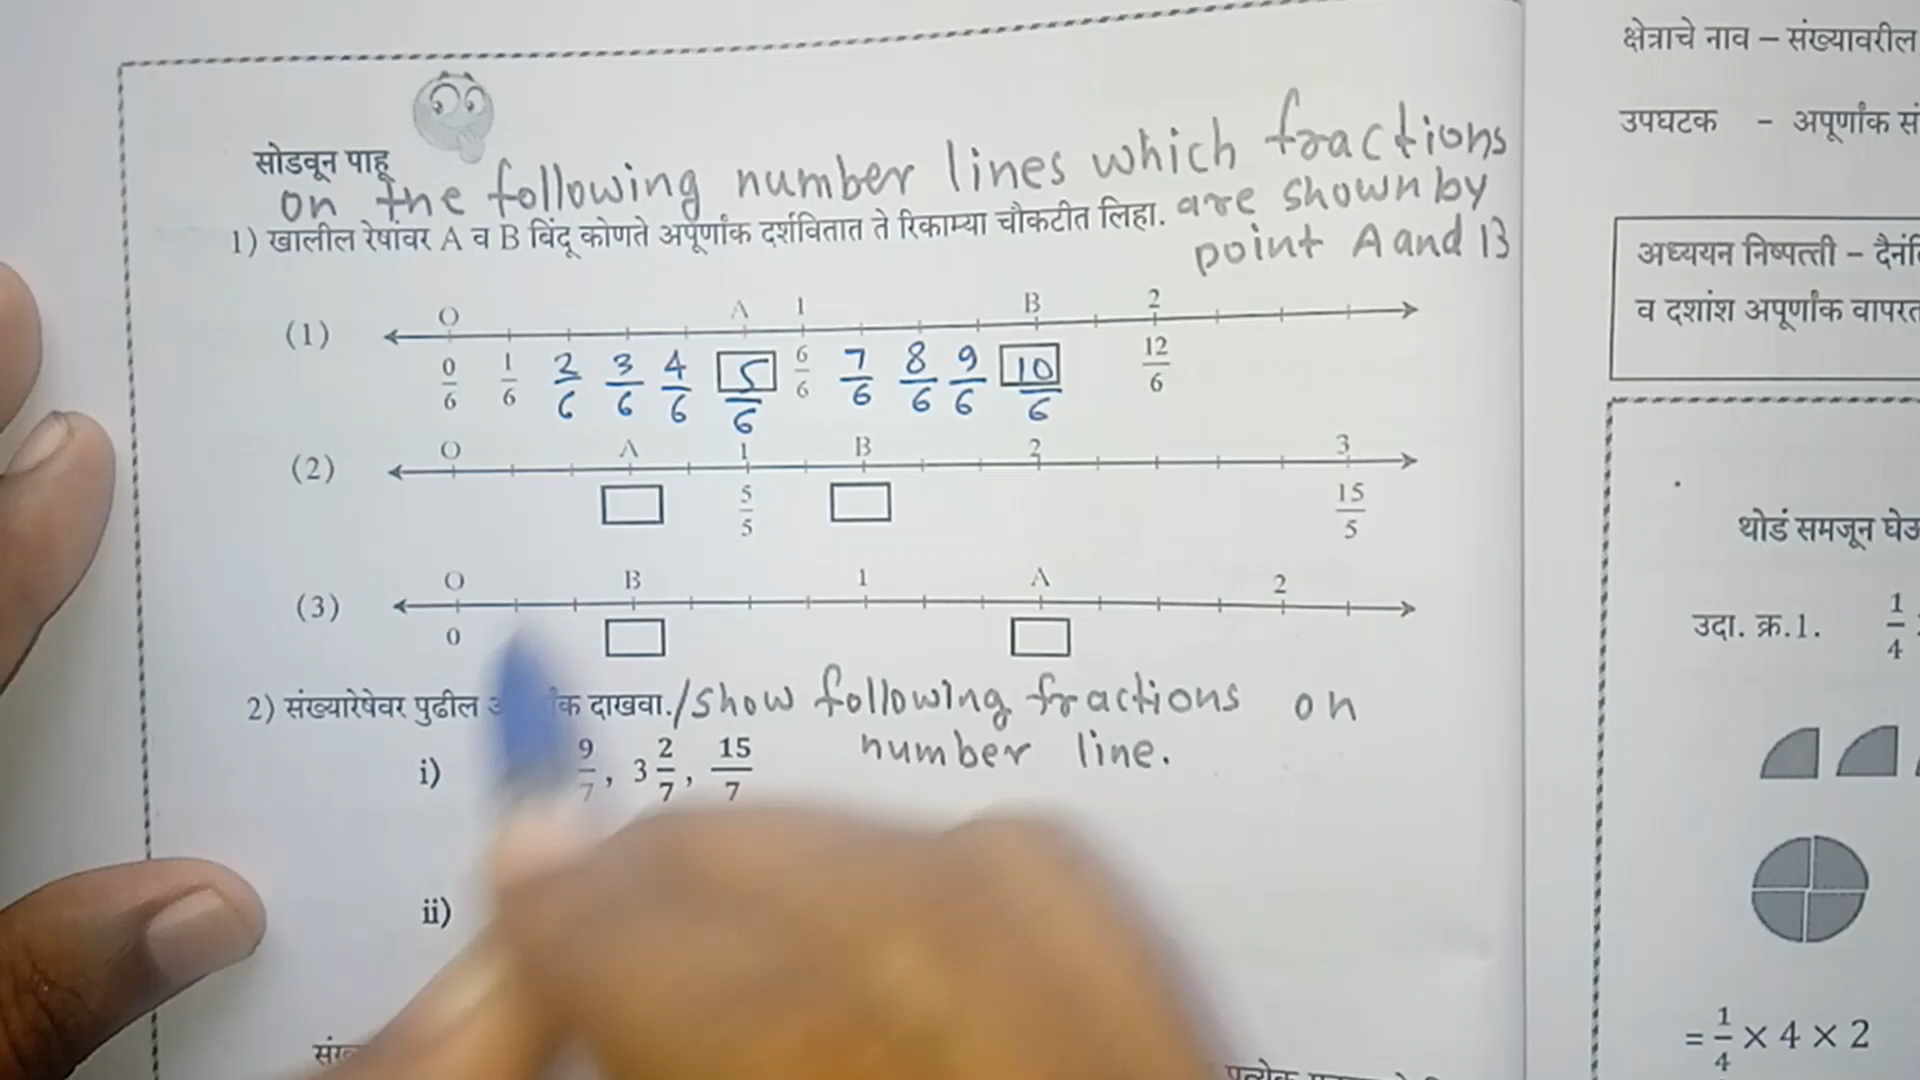 सोडवून पाहू
on the following number lines which fractions
are shown by
point A and B
1) खालील रेषांवर A व B बिंदू कोणते अपूर्णांक दर्शवितात ते रिकाम्या चौकटीत लिहा.
(1) O A 1 B 2
0/6 1/6 2/6 3/6 4/6 5/6 6/6 7/6 8/6 9/6 10/6 12/6
(2) O A 1 B 2 3
5/5 15/5
(3) O B 1 A 2
0
2) संख्यारेषेवर पुढील दाखवा./show following fractions on
number line.
i) 9/7, 3 2/7, 15/7
ii)
क्षेत्राचे नाव – संख्यावरील
उपघटक – अपूर्णांक
अध्ययन निष्पत्ती –
व दशांश अपूर्णांक
थोडं समजून
उदा. क्र.1. 1/4
= 1/4 × 4 × 2